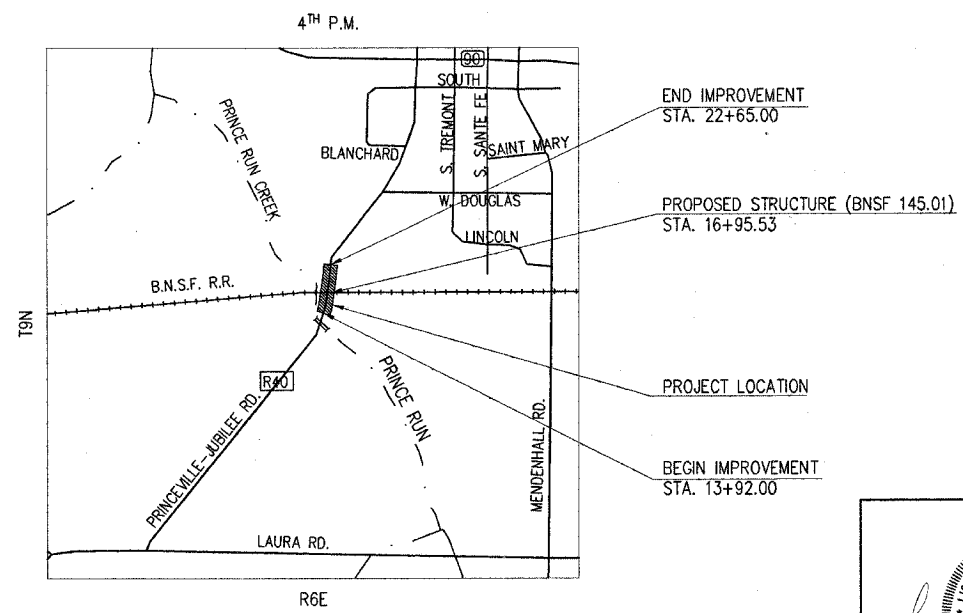 4TH P.M.
90
SOUTH
S. TREMONT
S. SANTE FE
BLANCHARD
SAINT MARY
W. DOUGLAS
LINCOLN
PRINCE RUN CREEK
B.N.S.F. R.R.
T9N
R40
PRINCE RUN
PRINCEVILLE-JUBILEE RD.
MENDENHALL RD.
LAURA RD.
R6E
END IMPROVEMENT
STA. 22+65.00
PROPOSED STRUCTURE (BNSF 145.01)
STA. 16+95.53
PROJECT LOCATION
BEGIN IMPROVEMENT
STA. 13+92.00